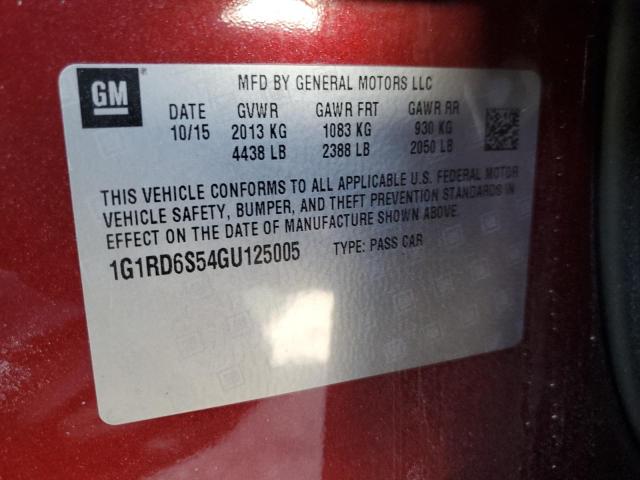 GM
MFD BY GENERAL MOTORS LLC
DATE GVWR GAWR FRT GAWR RR
10/15 2013 KG 1083 KG 930 KG
4438 LB 2388 LB 2050 LB
THIS VEHICLE CONFORMS TO ALL APPLICABLE U.S. FEDERAL MOTOR
VEHICLE SAFETY, BUMPER, AND THEFT PREVENTION STANDARDS IN
EFFECT ON THE DATE OF MANUFACTURE SHOWN ABOVE.
1G1RD6S54GU125005 TYPE: PASS CAR